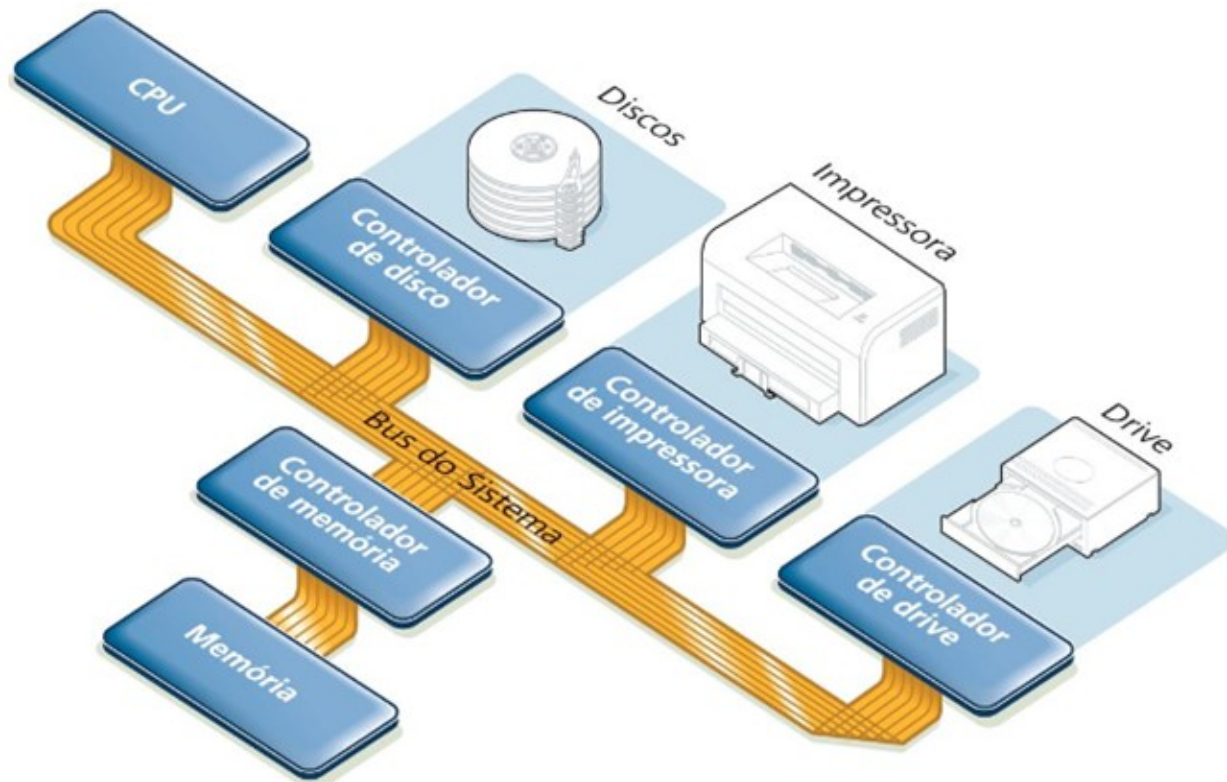 CPU
Discos
Controlador
de disco
Impressora
Controlador
de impressora
Drive
Controlador
de drive
Bus do Sistema
Controlador
de memória
Memória